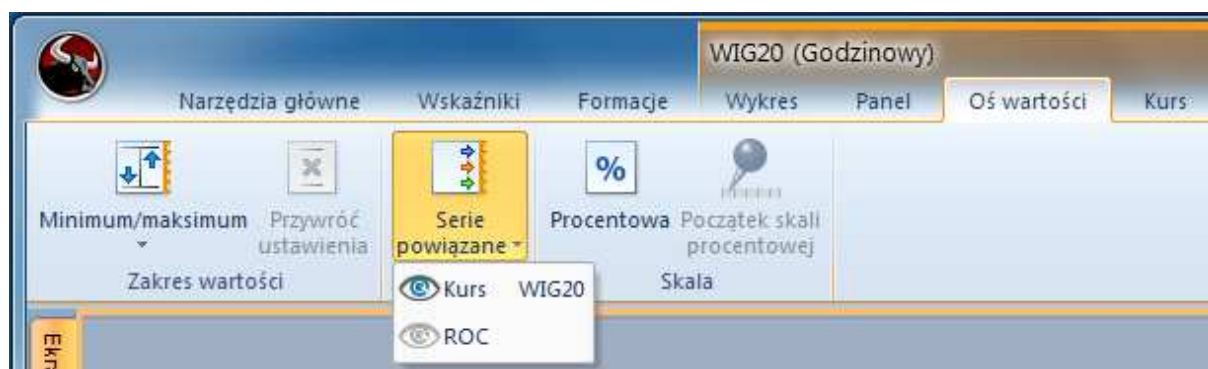 WIG20 (Godzinowy)
Narzędzia główne Wskaźniki Formacje Wykres Panel Oś wartości Kurs
%
Minimum/maksimum Przywróć ustawienia Serie powiązane Procentowa Początek skali procentowej
Zakres wartości Skala
Kurs WIG20
ROC